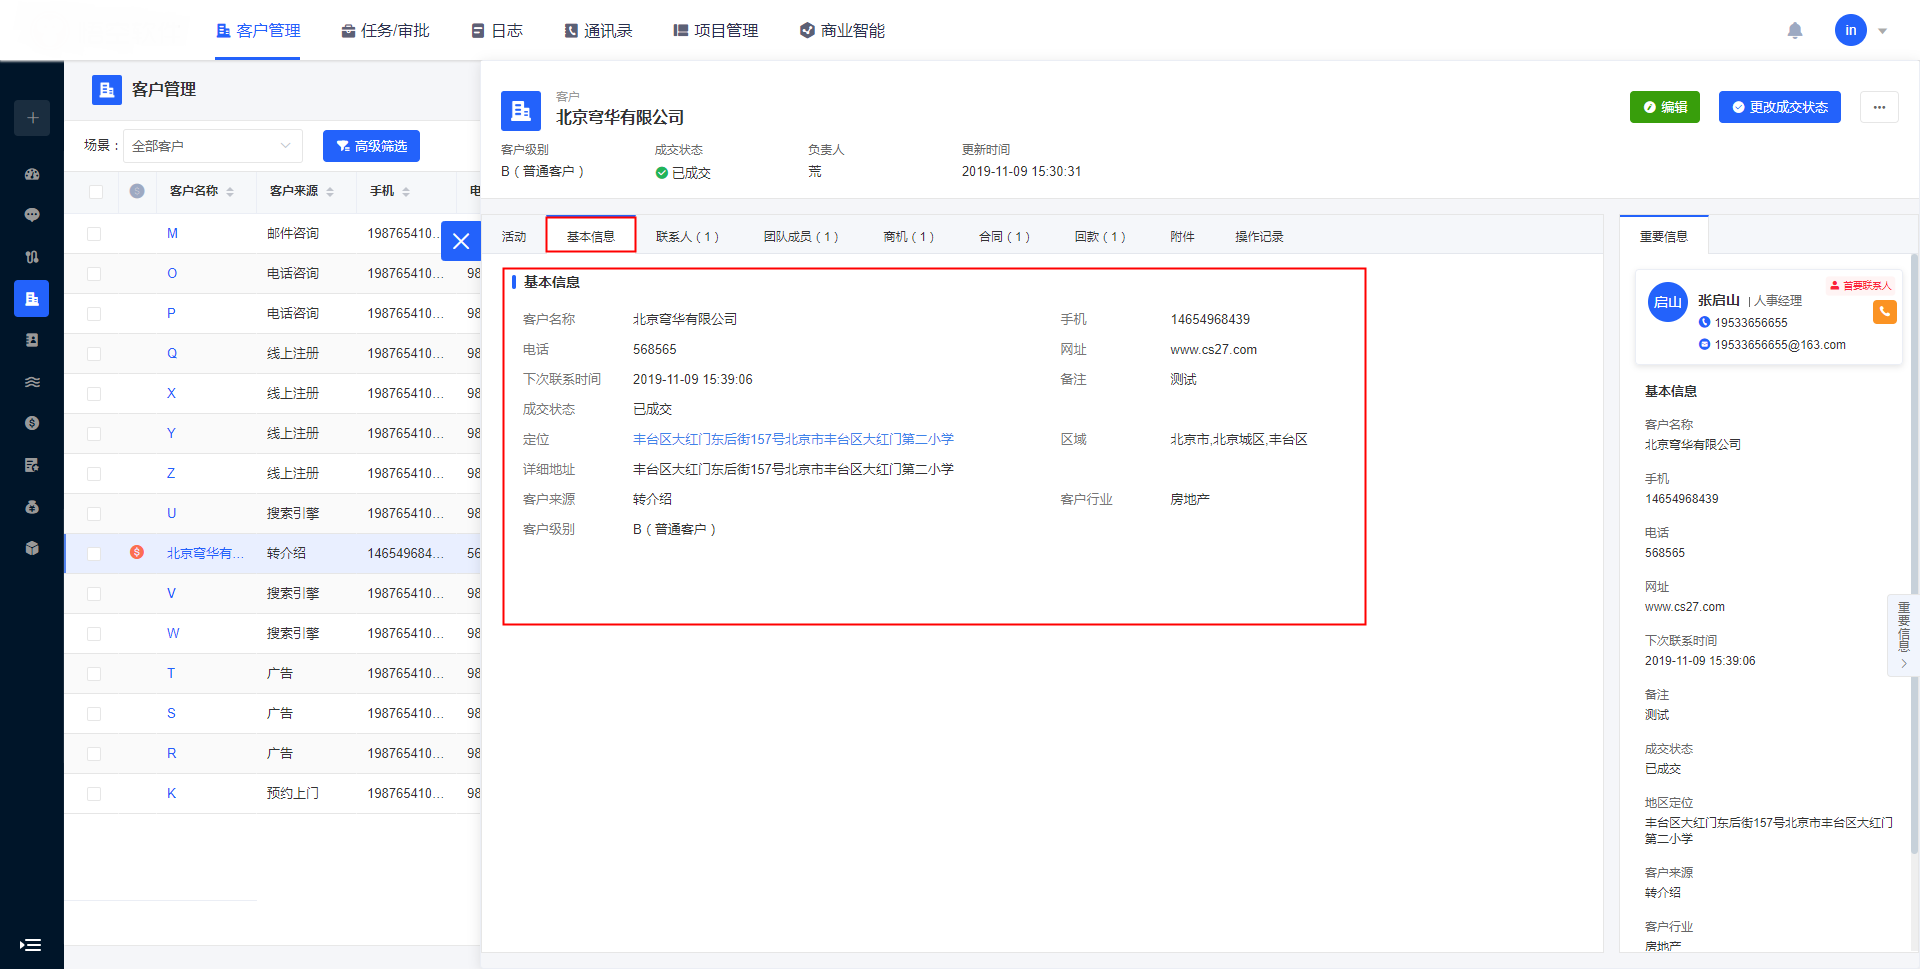 客户管理
任务/审批
日志
通讯录
项目管理
商业智能
in
客户管理
场景：
全部客户
高级筛选
客户名称
客户来源
手机
电
M 邮件咨询 198765410... 
O 电话咨询 198765410... 98
P 电话咨询 198765410... 98
Q 线上注册 198765410... 98
X 线上注册 198765410... 98
Y 线上注册 198765410... 98
Z 线上注册 198765410... 98
U 搜索引擎 198765410... 98
北京穹华有... 转介绍 146549684... 56
V 搜索引擎 198765410... 98
W 搜索引擎 198765410... 98
T 广告 198765410... 98
S 广告 198765410... 98
R 广告 198765410... 98
K 预约上门 198765410... 98
客户
北京穹华有限公司
编辑
更改成交状态
客户级别 成交状态 负责人 更新时间
B（普通客户） 已成交 荒 2019-11-09 15:30:31
活动 基本信息 联系人（1） 团队成员（1） 商机（1） 合同（1） 回款（1） 附件 操作记录
基本信息
客户名称 北京穹华有限公司 手机 14654968439
电话 568565 网址 www.cs27.com
下次联系时间 2019-11-09 15:39:06 备注 测试
成交状态 已成交
定位 丰台区大红门东后街157号北京市丰台区大红门第二小学 区域 北京市,北京城区,丰台区
详细地址 丰台区大红门东后街157号北京市丰台区大红门第二小学
客户来源 转介绍 客户行业 房地产
客户级别 B（普通客户）
重要信息
首要联系人
启山 张启山 | 人事经理
19533656655
19533656655@163.com
基本信息
客户名称
北京穹华有限公司
手机
14654968439
电话
568565
网址
www.cs27.com
下次联系时间
2019-11-09 15:39:06
备注
测试
成交状态
已成交
地区定位
丰台区大红门东后街157号北京市丰台区大红门
第二小学
客户来源
转介绍
客户行业
房地产
重要信息